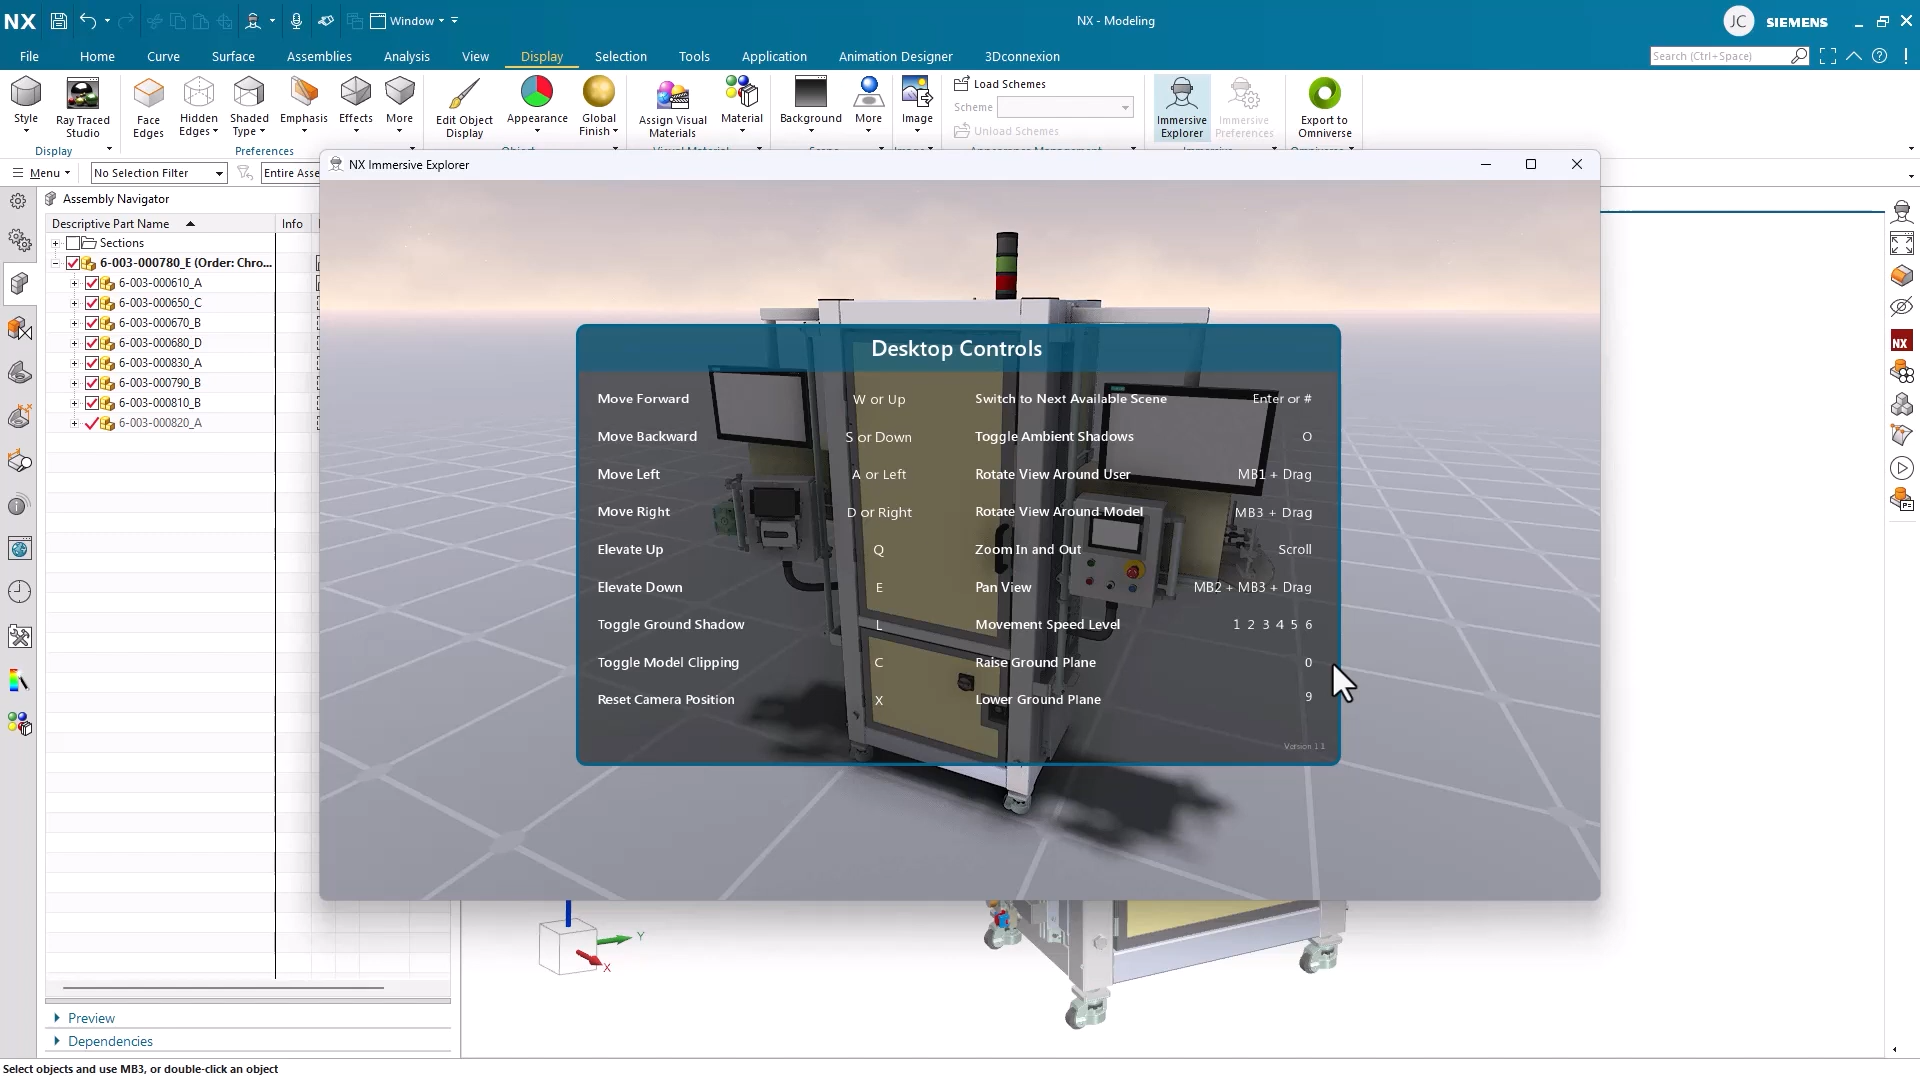 NX
Window
NX - Modeling
JC
SIEMENS
File
Home
Curve
Surface
Assemblies
Analysis
View
Display
Selection
Tools
Application
Animation Designer
3Dconnexion
Search (Ctrl+Space)
Style
Ray Traced
Studio
Face
Edges
Hidden
Edges
Shaded
Type
Emphasis
Effects
More
Edit Object
Display
Appearance
Global
Finish
Assign Visual
Materials
Material
Background
More
Image
Load Schemes
Scheme
Unload Schemes
Immersive
Explorer
Immersive
Preferences
Export to
Omniverse
Display
Preferences
Menu
No Selection Filter
Entire Asse
NX Immersive Explorer
Assembly Navigator
Descriptive Part Name
Info
Sections
6-003-000780_E (Order: Chro...
6-003-000610_A
6-003-000650_C
6-003-000670_B
6-003-000680_D
6-003-000830_A
6-003-000790_B
6-003-000810_B
6-003-000820_A
Desktop Controls
Move Forward W or Up Switch to Next Available Scene Enter or #
Move Backward S or Down Toggle Ambient Shadows O
Move Left A or Left Rotate View Around User MB1 + Drag
Move Right D or Right Rotate View Around Model MB3 + Drag
Elevate Up Q Zoom In and Out Scroll
Elevate Down E Pan View MB2 + MB3 + Drag
Toggle Ground Shadow L Movement Speed Level 1 2 3 4 5 6
Toggle Model Clipping C Raise Ground Plane 0
Reset Camera Position X Lower Ground Plane 9
Version 1.1
NX
Y
X
Preview
Dependencies
Select objects and use MB3, or double-click an object